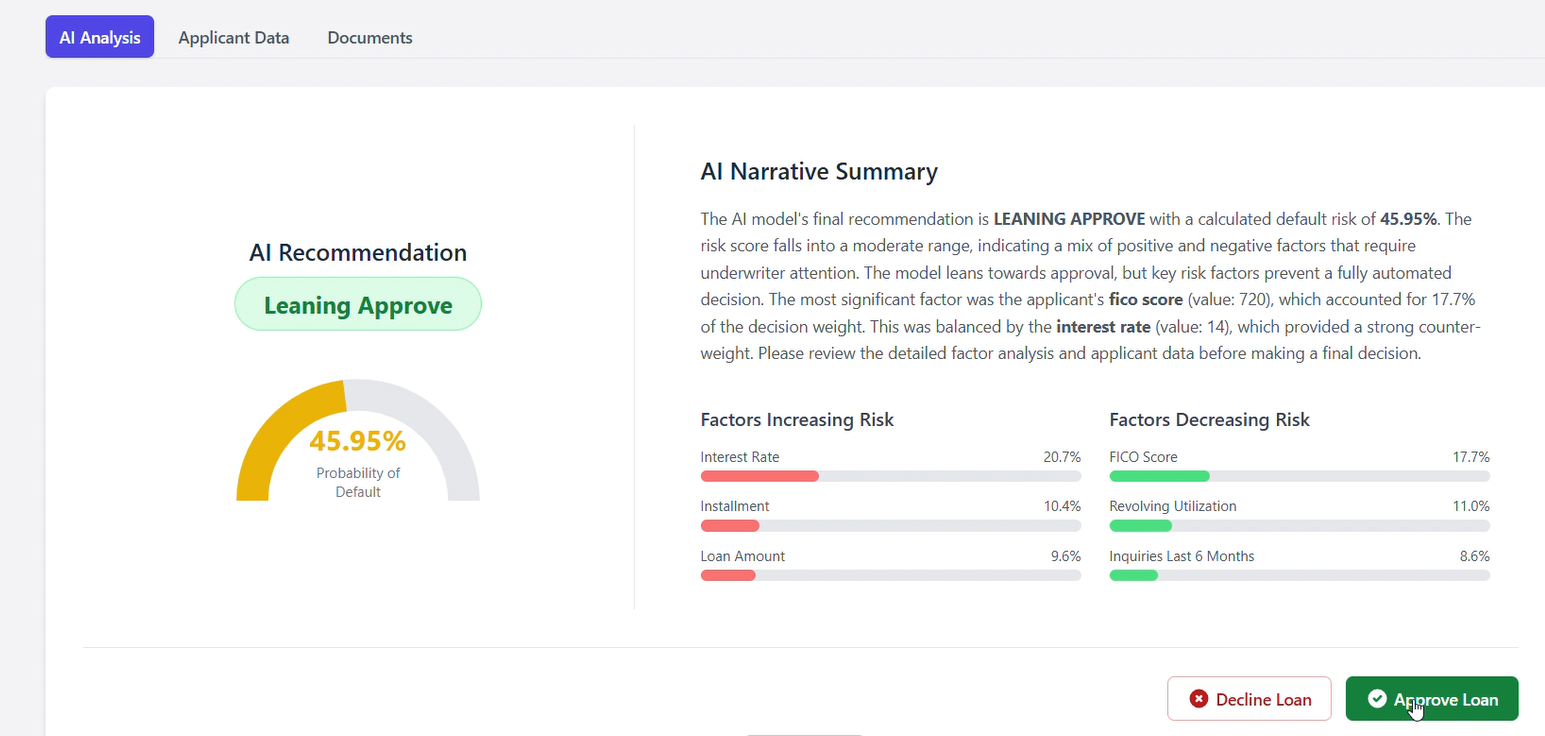 AI Analysis
Applicant Data
Documents
AI Recommendation
Leaning Approve
45.95%
Probability of
Default
AI Narrative Summary
The AI model's final recommendation is LEANING APPROVE with a calculated default risk of 45.95%. The
risk score falls into a moderate range, indicating a mix of positive and negative factors that require
underwriter attention. The model leans towards approval, but key risk factors prevent a fully automated
decision. The most significant factor was the applicant's fico score (value: 720), which accounted for 17.7%
of the decision weight. This was balanced by the interest rate (value: 14), which provided a strong counter-
weight. Please review the detailed factor analysis and applicant data before making a final decision.
Factors Increasing Risk
Interest Rate 20.7%
Installment 10.4%
Loan Amount 9.6%
Factors Decreasing Risk
FICO Score 17.7%
Revolving Utilization 11.0%
Inquiries Last 6 Months 8.6%
Decline Loan
Approve Loan